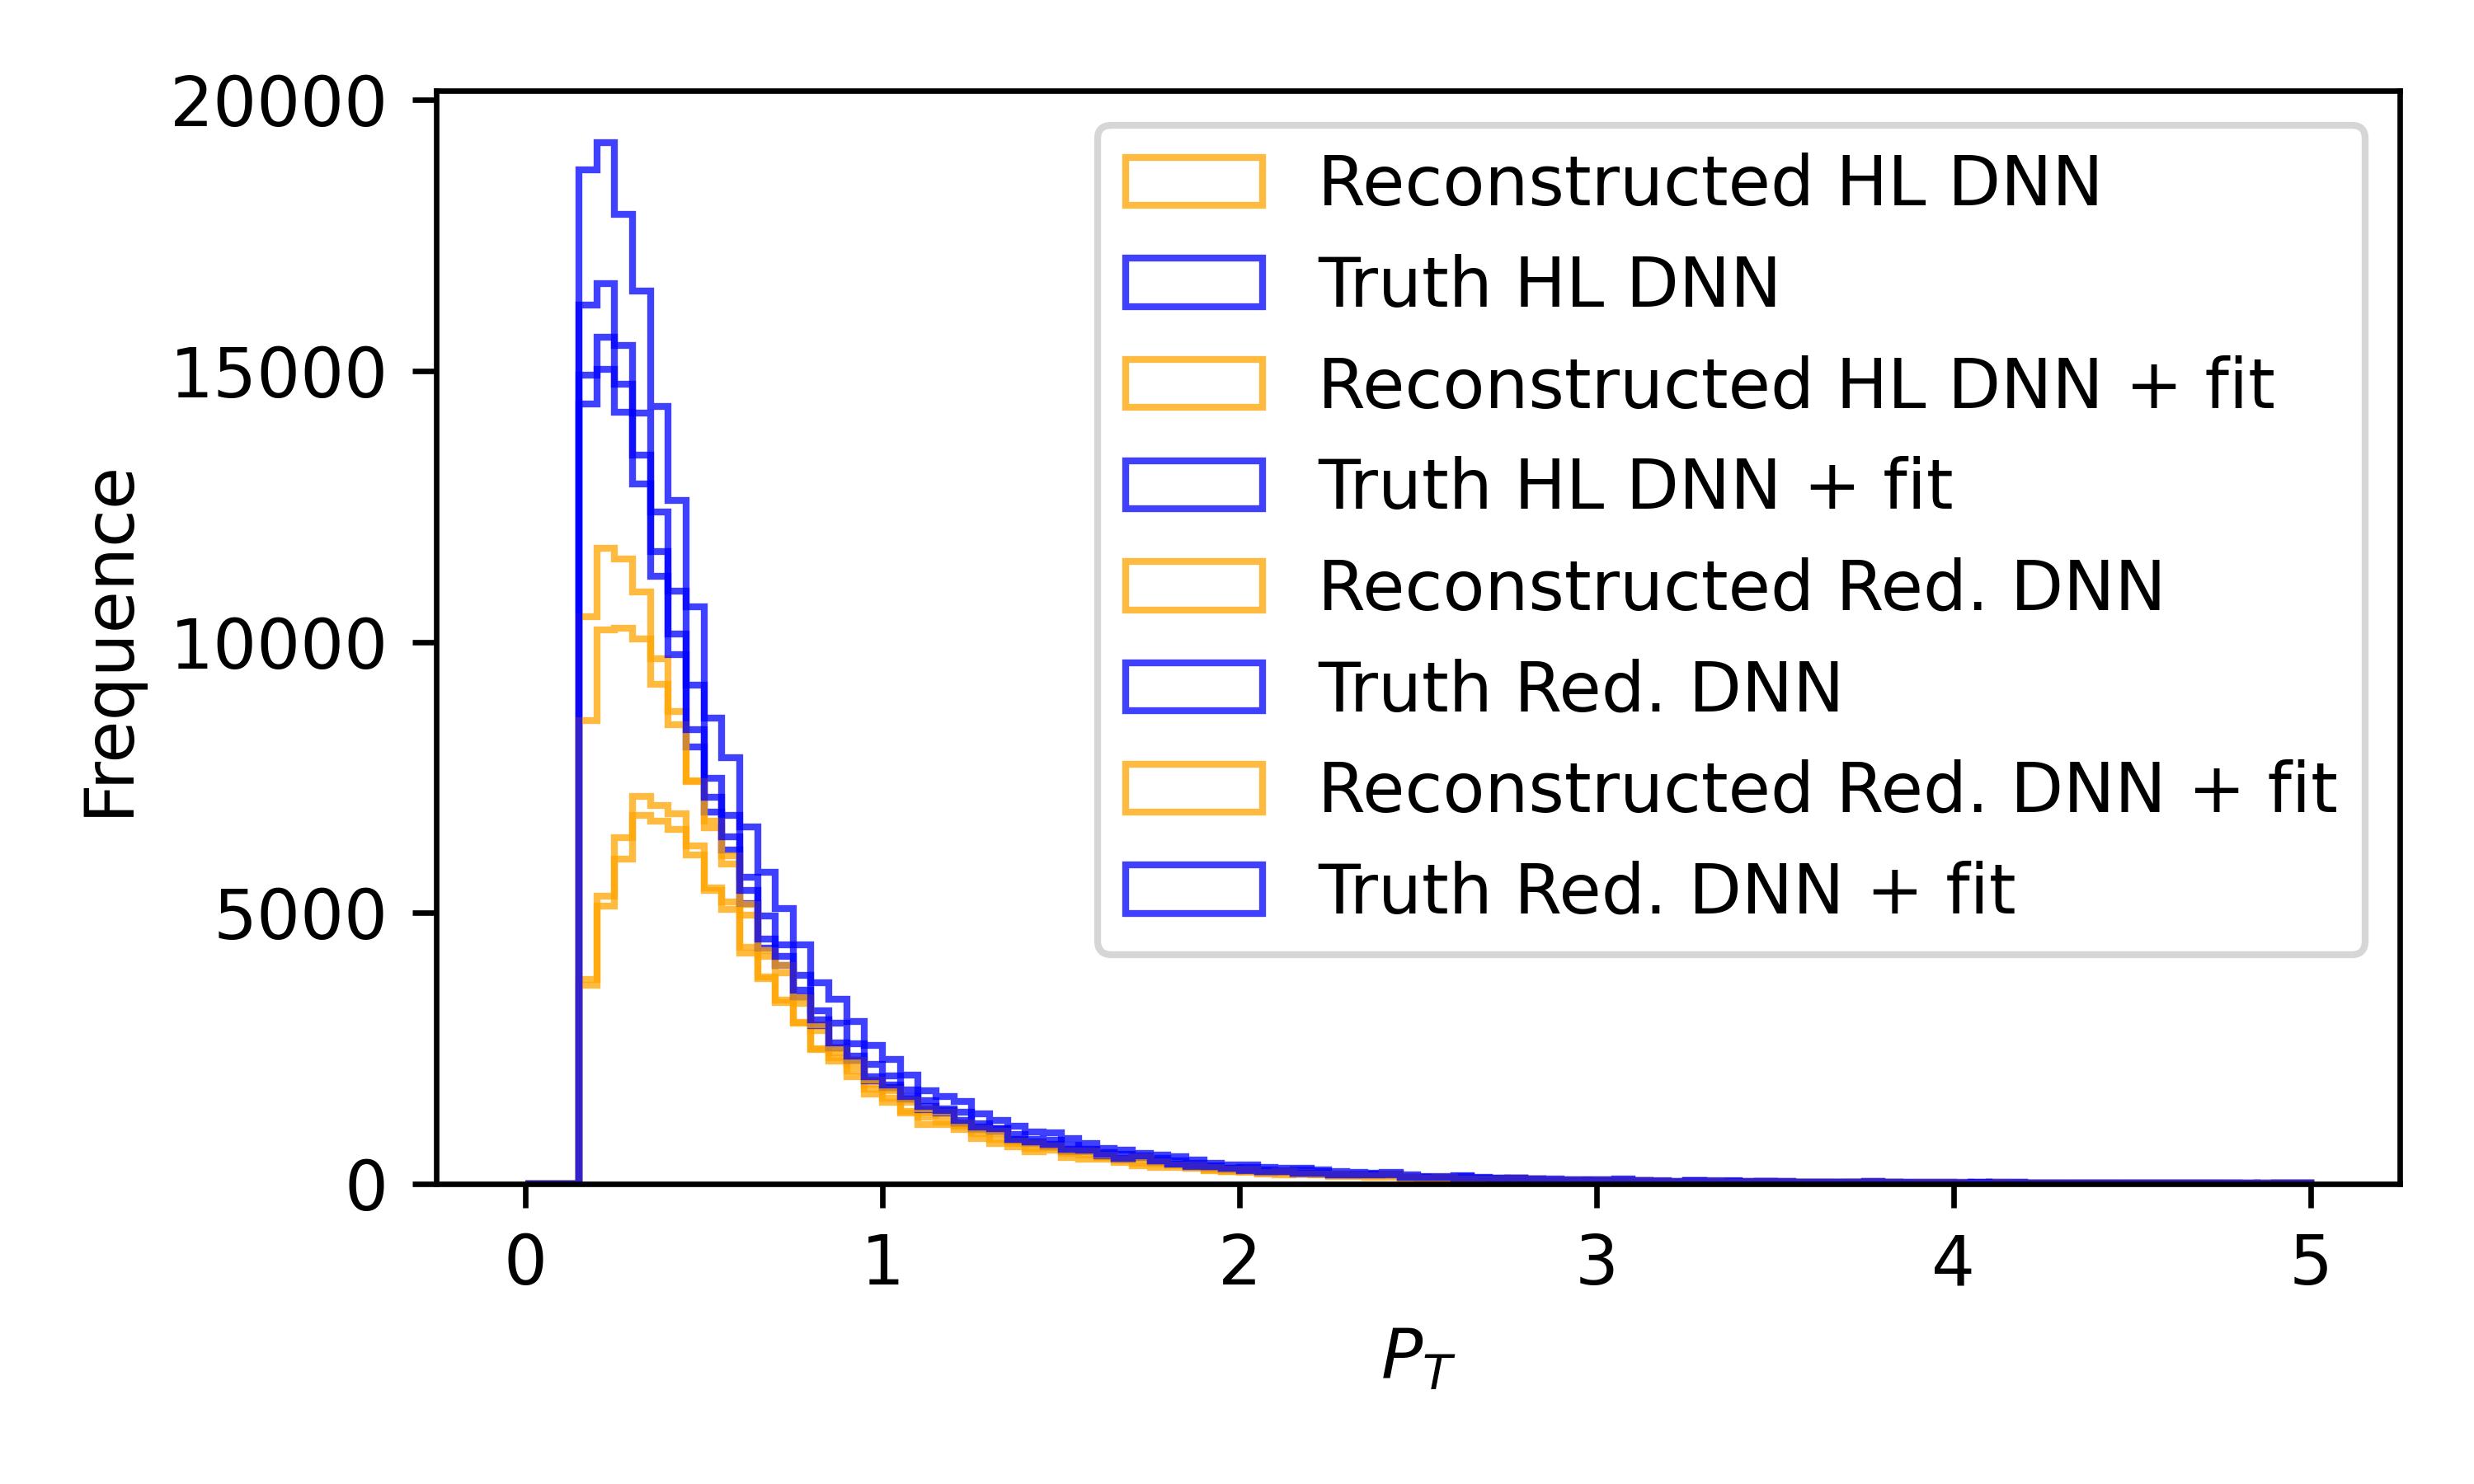 20000
15000
10000
5000
0
Frequence
Reconstructed HL DNN
Truth HL DNN
Reconstructed HL DNN + fit
Truth HL DNN + fit
Reconstructed Red. DNN
Truth Red. DNN
Reconstructed Red. DNN + fit
Truth Red. DNN + fit
0 1 2 3 4 5
P_T